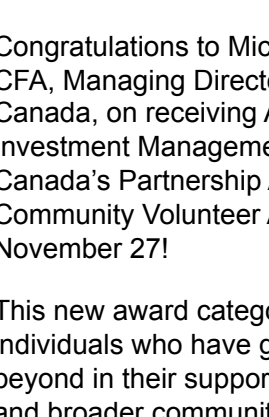 Congratulations to Mic
CFA, Managing Directo
Canada, on receiving A
Investment Manageme
Canada’s Partnership A
Community Volunteer A
November 27!
This new award catego
individuals who have g
beyond in their suppor
and broader communit